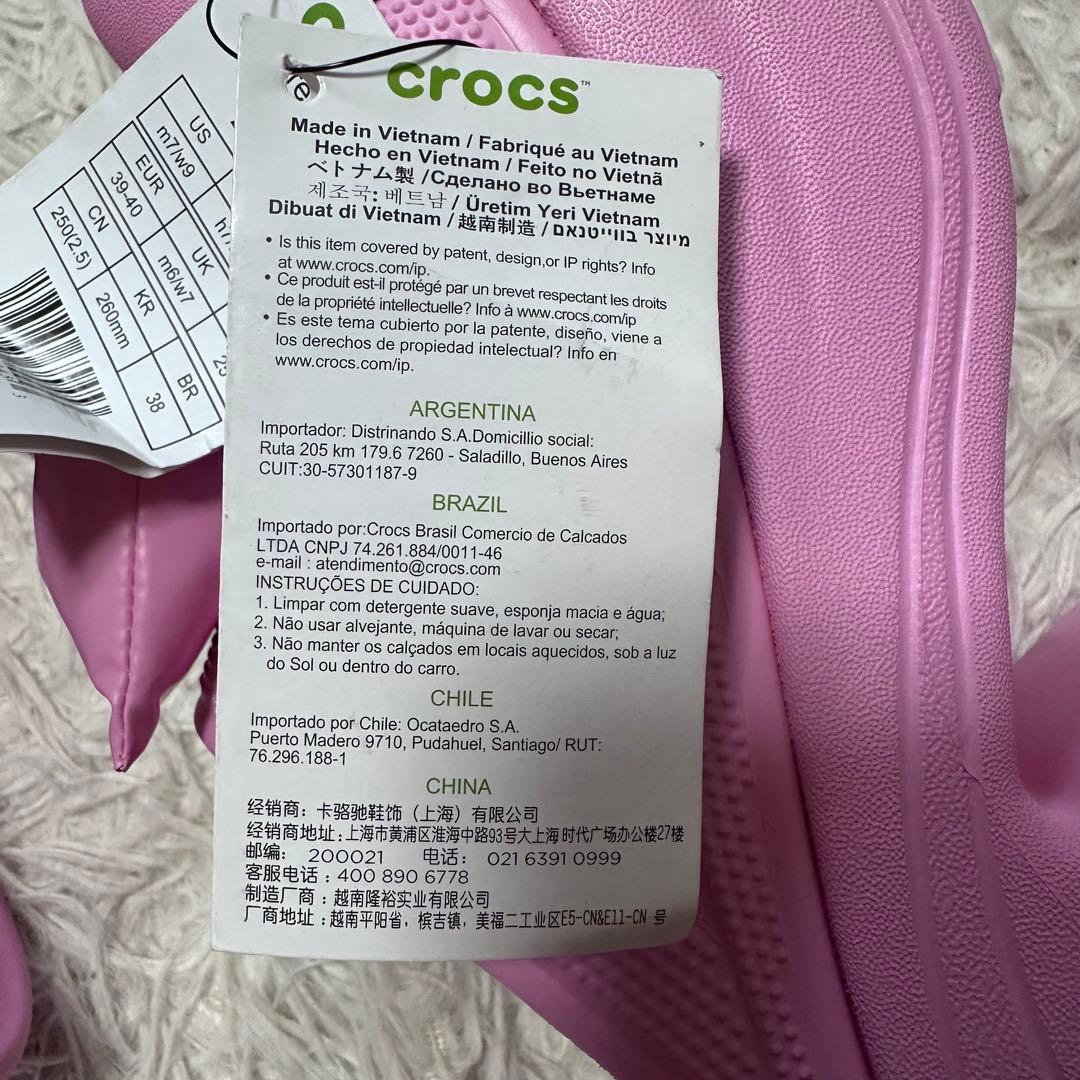 crocs™
Made in Vietnam / Fabriqué au Vietnam
Hecho en Vietnam / Feito no Vietnã
ベトナム製 /Сделано во Вьетнаме
제조국: 베트남 / Üretim Yeri Vietnam
Dibuat di Vietnam / 越南制造 / מיוצר בווייטנאם
• Is this item covered by patent, design,or IP rights? Info
at www.crocs.com/ip.
• Ce produit est-il protégé par un brevet respectant les droits
de la propriété intellectuelle? Info à www.crocs.com/ip
• Es este tema cubierto por la patente, diseño, viene a
los derechos de propiedad intelectual? Info en
www.crocs.com/ip.
ARGENTINA
Importador: Distrinando S.A.Domicillio social:
Ruta 205 km 179.6 7260 - Saladillo, Buenos Aires
CUIT:30-57301187-9
BRAZIL
Importado por:Crocs Brasil Comercio de Calcados
LTDA CNPJ 74.261.884/0011-46
e-mail : atendimento@crocs.com
INSTRUÇÕES DE CUIDADO:
1. Limpar com detergente suave, esponja macia e água;
2. Não usar alvejante, máquina de lavar ou secar;
3. Não manter os calçados em locais aquecidos, sob a luz
do Sol ou dentro do carro.
CHILE
Importado por Chile: Ocataedro S.A.
Puerto Madero 9710, Pudahuel, Santiago/ RUT:
76.296.188-1
CHINA
经销商：卡骆驰鞋饰（上海）有限公司
经销商地址：上海市黄浦区淮海中路93号大上海时代广场办公楼27楼
邮编： 200021 电话： 021 6391 0999
客服电话：400 890 6778
制造厂商：越南隆裕实业有限公司
厂商地址：越南平阳省，槟吉镇，美福二工业区E5-CN&E11-CN 号
US
m7/w9
EUR
39-40
UK
m6/w7
CN
250(2.5)
KR
260mm
BR
38